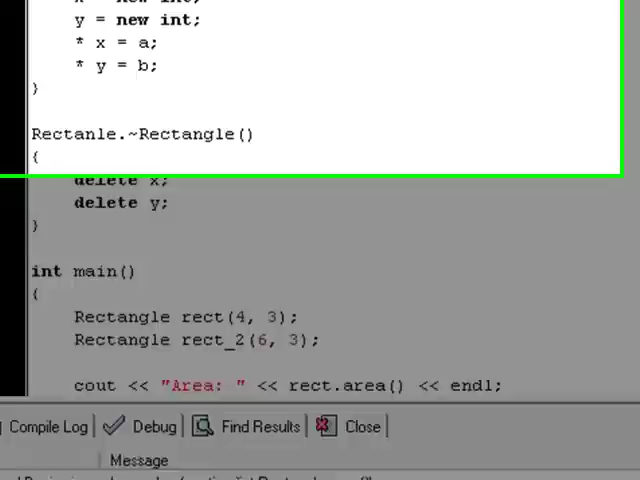 y = new int;
* x = a;
* y = b;
}
Rectanle.~Rectangle()
{
delete x;
delete y;
}
int main()
{
Rectangle rect(4, 3);
Rectangle rect_2(6, 3);
cout << "Area: " << rect.area() << endl;
Compile Log Debug Find Results Close
Message